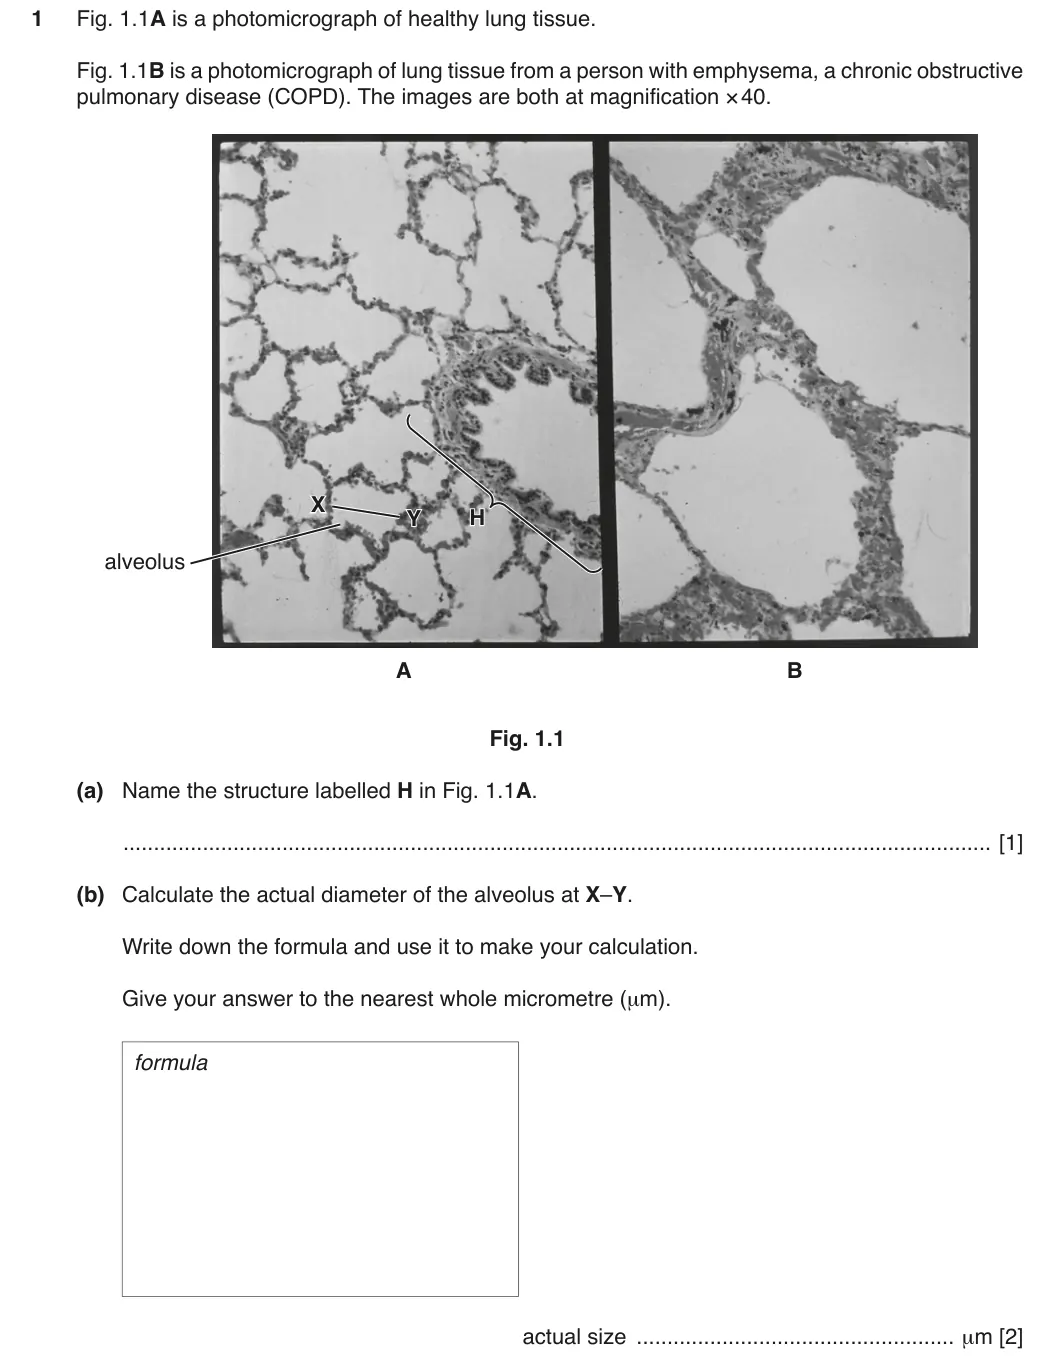 1 Fig. 1.1A is a photomicrograph of healthy lung tissue.
Fig. 1.1B is a photomicrograph of lung tissue from a person with emphysema, a chronic obstructive
pulmonary disease (COPD). The images are both at magnification ×40.
X
Y
H
alveolus
A
B
Fig. 1.1
(a) Name the structure labelled H in Fig. 1.1A.
.............................................................................................................................................. [1]
(b) Calculate the actual diameter of the alveolus at X–Y.
Write down the formula and use it to make your calculation.
Give your answer to the nearest whole micrometre (μm).
formula
actual size .................................................... μm [2]